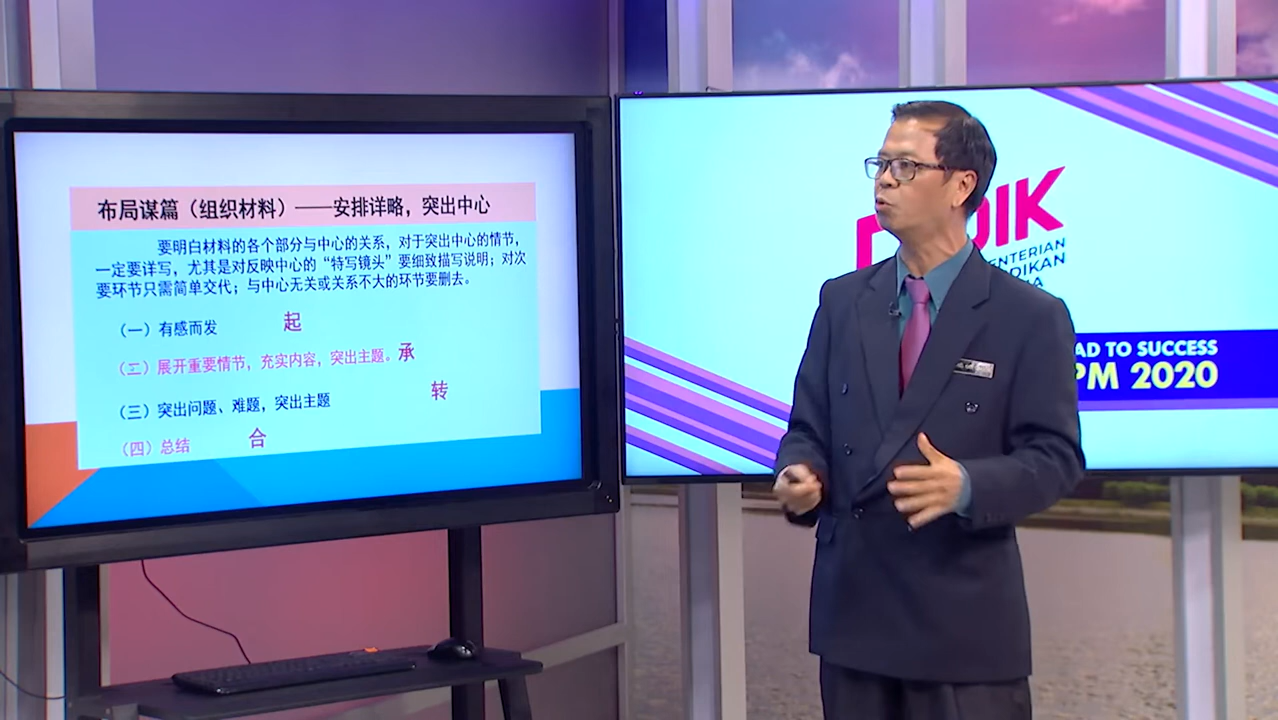 布局谋篇（组织材料）——安排详略，突出中心
要明白材料的各个部分与中心的关系，对于突出中心的情节，
一定要详写，尤其是对反映中心的“特写镜头”要细致描写说明；对次
要环节只需简单交代；与中心无关或关系不大的环节要删去。
（一）有感而发 起
（二）展开重要情节，充实内容，突出主题。承
转
（三）突出问题、难题，突出主题
（四）总结 合
DIK
ENTERIAN
DIKAN
AD TO SUCCESS
PM 2020